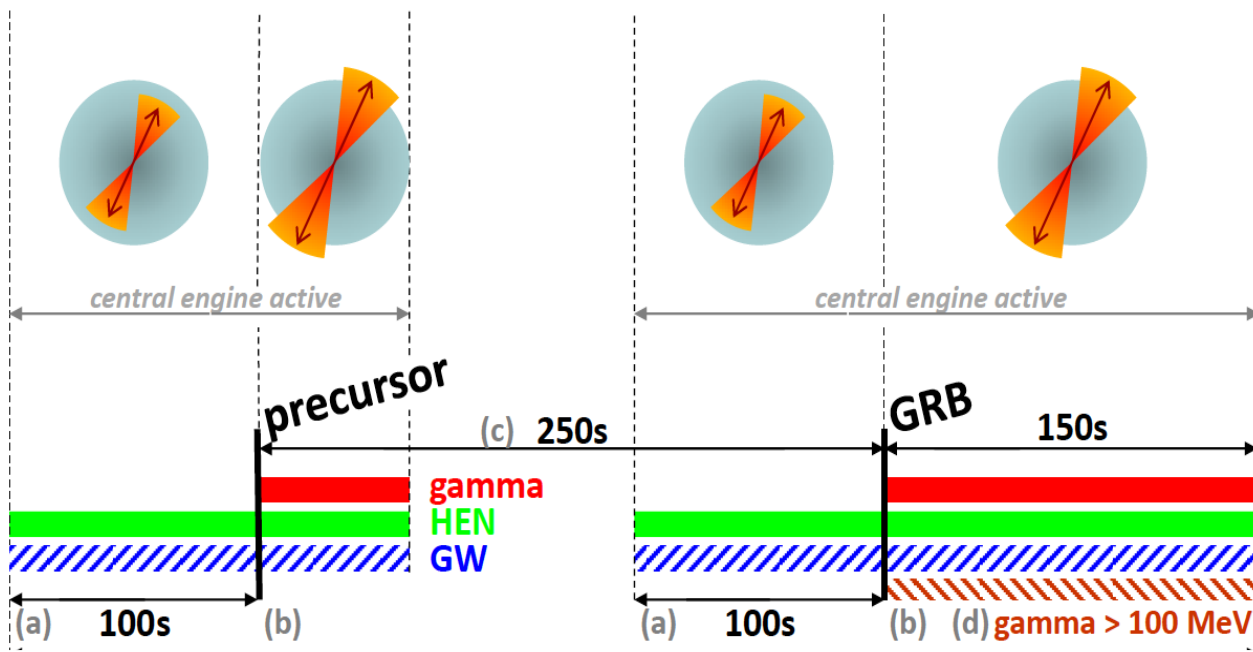 central engine active
central engine active
precursor
GRB
(c) 250s
150s
gamma
HEN
GW
(a) 100s (b)
(a) 100s (b) (d) gamma > 100 MeV